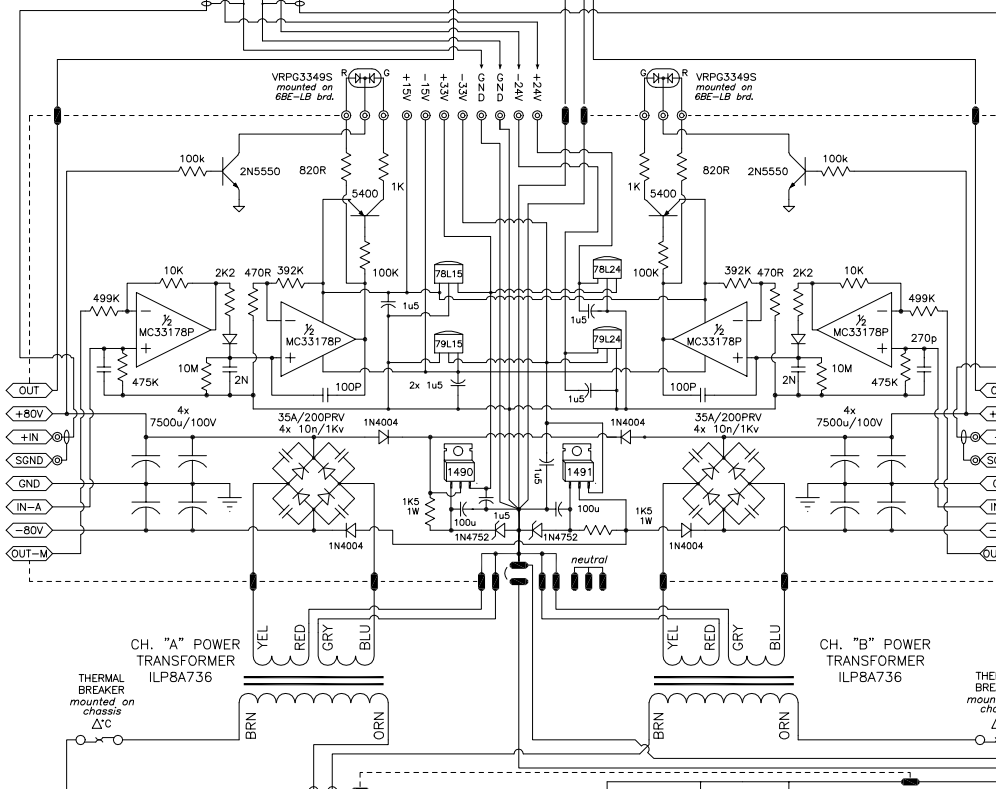 VRPG3349S
mounted on
6BE-LB brd.
R
G
+15V
-15V
+33V
-33V
GND
GND
-24V
+24V
G
R
VRPG3349S
mounted on
6BE-LB brd.
100k
2N5550
820R
1K
5400
1K
5400
820R
2N5550
100k
10K
2K2
470R
392K
100K
78L15
78L24
100K
392K
470R
2K2
10K
499K
½
MC33178P
½
MC33178P
1u5
1u5
½
MC33178P
½
MC33178P
499K
270p
79L15
79L24
475K
10M
2N
100P
2x 1u5
1u5
100P
2N
10M
475K
OUT
+80V
+IN
SGND
GND
IN-A
-80V
OUT-M
4x
7500u/100V
35A/200PRV
4x 10n/1Kv
1N4004
1N4004
35A/200PRV
4x 10n/1Kv
4x
7500u/100V
1490
1491
1u5
1K5
1W
100u
1u5
100u
1K5
1W
1N4004
1N4752
1N4752
1N4004
neutral
YEL
RED
GRY
BLU
YEL
RED
GRY
BLU
CH. "A" POWER
TRANSFORMER
ILP8A736
CH. "B" POWER
TRANSFORMER
ILP8A736
THERMAL
BREAKER
mounted on
chassis
△°C
BRN
ORN
BRN
ORN